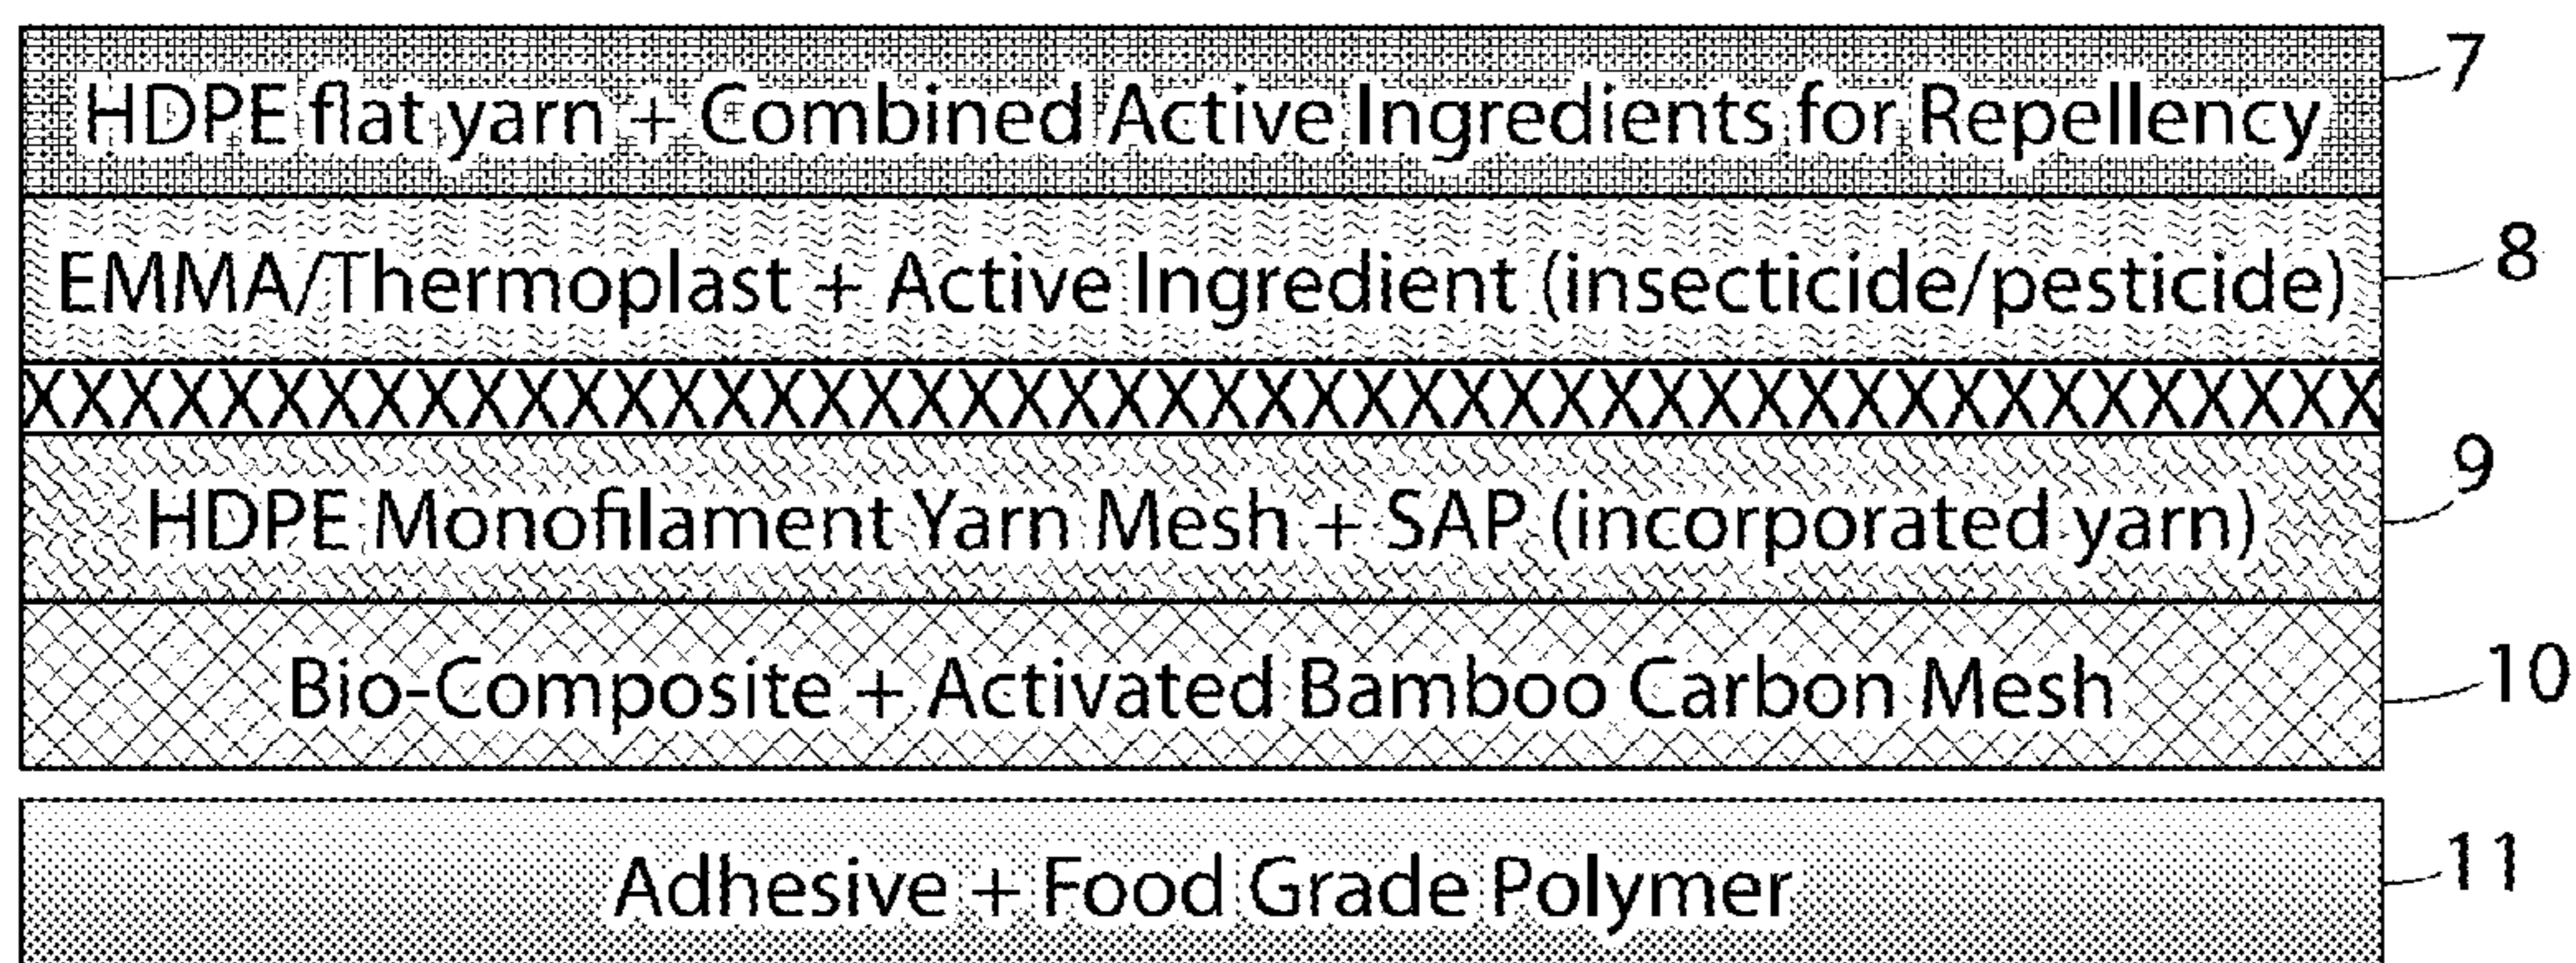 HDPE flat yarn + Combined Active Ingredients for Repellency 7
EMMA/Thermoplast + Active Ingredient (insecticide/pesticide) 8
XXXXXXXXXXXXXXXXXXXXXXXXXXXXXXXXXXXXXXXXXXXXXXXX
HDPE Monofilament Yarn Mesh + SAP (incorporated yarn) 9
Bio-Composite + Activated Bamboo Carbon Mesh 10
Adhesive + Food Grade Polymer 11